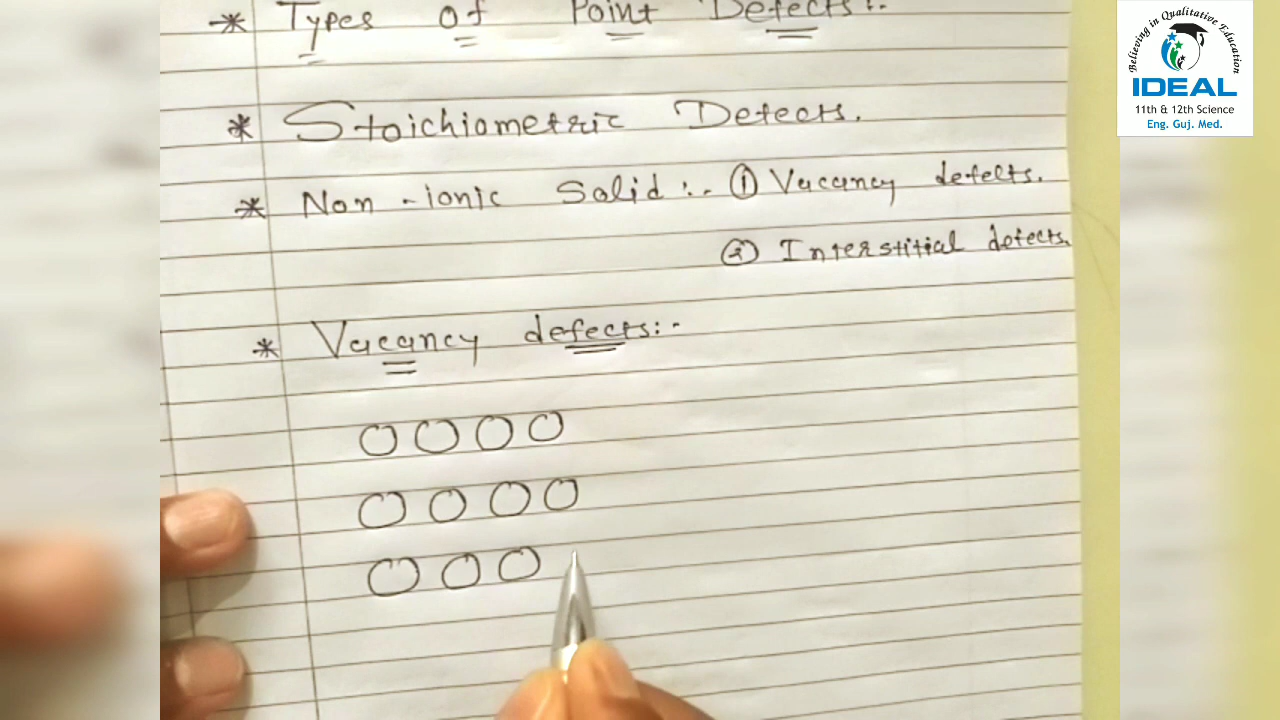 * Types Of Point Defects:-
* Stoichiometric Defects.
* Non-ionic Solid :- ① Vacancy defects.
② Interstitial defects.
* Vacancy defects:-
Believing in Qualitative Education
IDEAL
11th & 12th Science
Eng. Guj. Med.